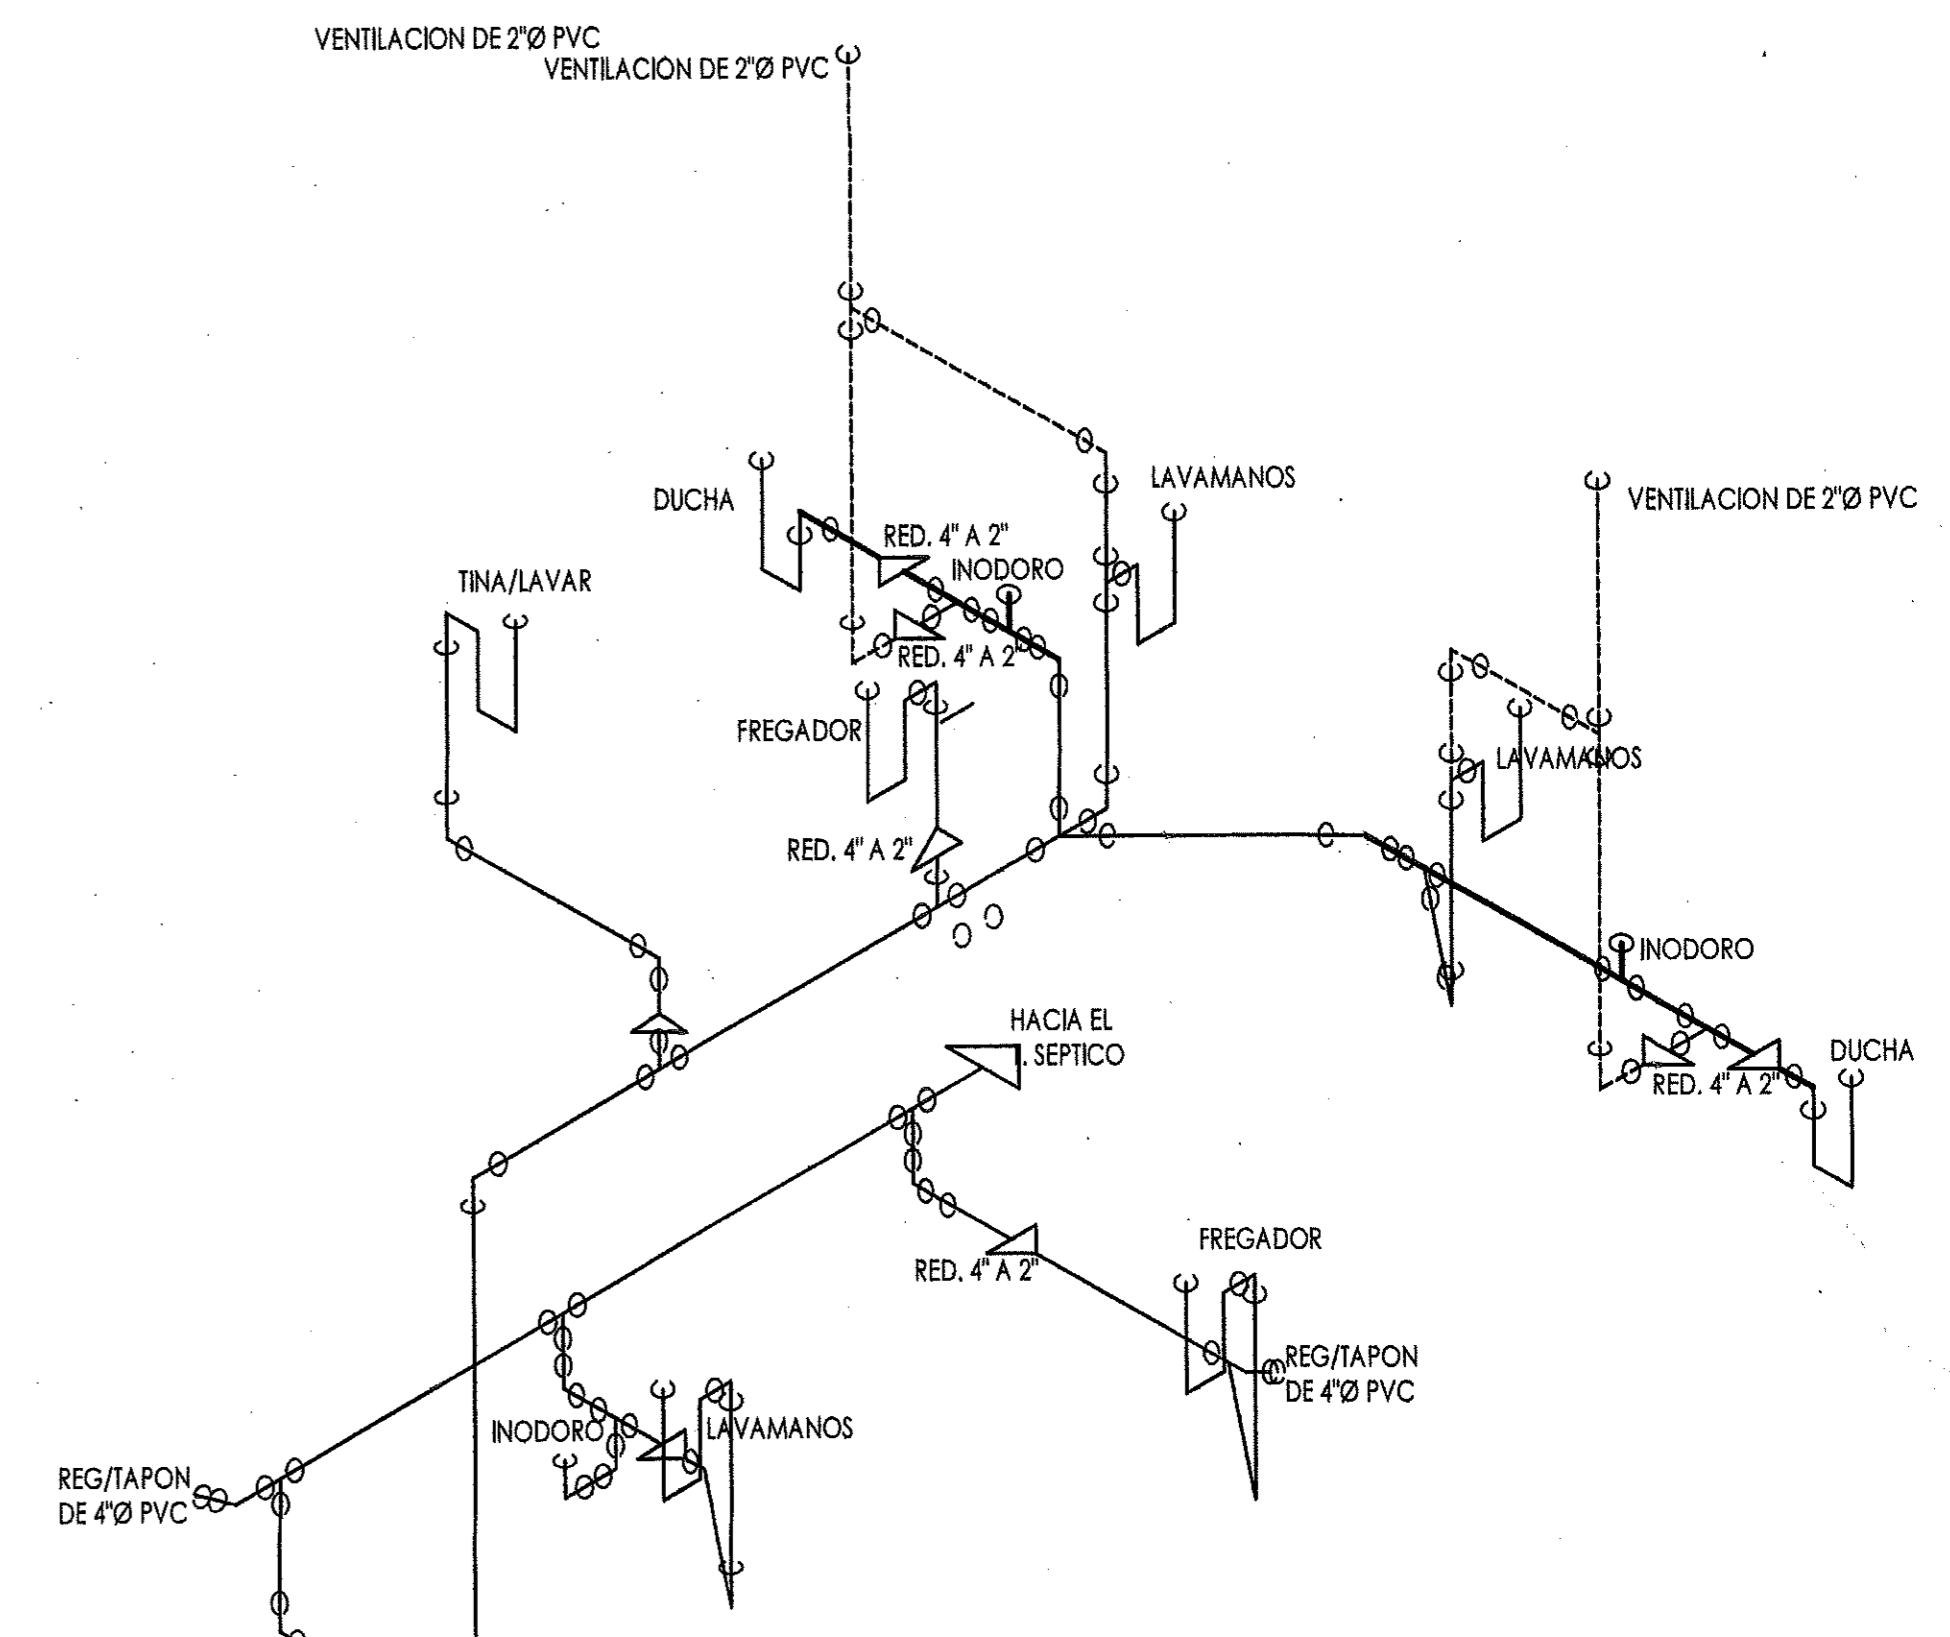 VENTILACION DE 2"Ø PVC
VENTILACION DE 2"Ø PVC
DUCHA
LAVAMANOS
VENTILACION DE 2"Ø PVC
RED. 4" A 2"
INODORO
TINA/LAVAR
RED. 4" A 2"
FREGADOR
LAVAMANOS
RED. 4" A 2"
INODORO
HACIA EL
. SEPTICO
DUCHA
RED. 4" A 2"
FREGADOR
RED. 4" A 2"
REG/TAPON
DE 4"Ø PVC
INODORO
LAVAMANOS
REG/TAPON
DE 4"Ø PVC